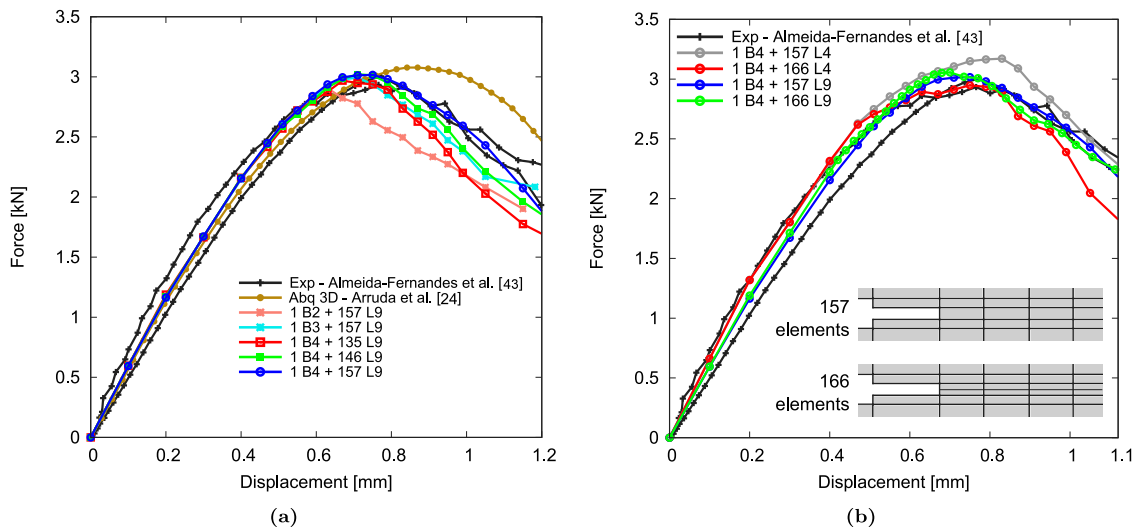 3.5
3
2.5
2
1.5
1
0.5
0
Force [kN]
Exp - Almeida-Fernandes et al. [43]
Abq 3D - Arruda et al. [24]
1 B2 + 157 L9
1 B3 + 157 L9
1 B4 + 135 L9
1 B4 + 146 L9
1 B4 + 157 L9
0 0.2 0.4 0.6 0.8 1 1.2
Displacement [mm]
(a)
3.5
3
2.5
2
1.5
1
0.5
0
Force [kN]
Exp - Almeida-Fernandes et al. [43]
1 B4 + 157 L4
1 B4 + 166 L4
1 B4 + 157 L9
1 B4 + 166 L9
157
elements
166
elements
0 0.2 0.4 0.6 0.8 1 1.1
Displacement [mm]
(b)